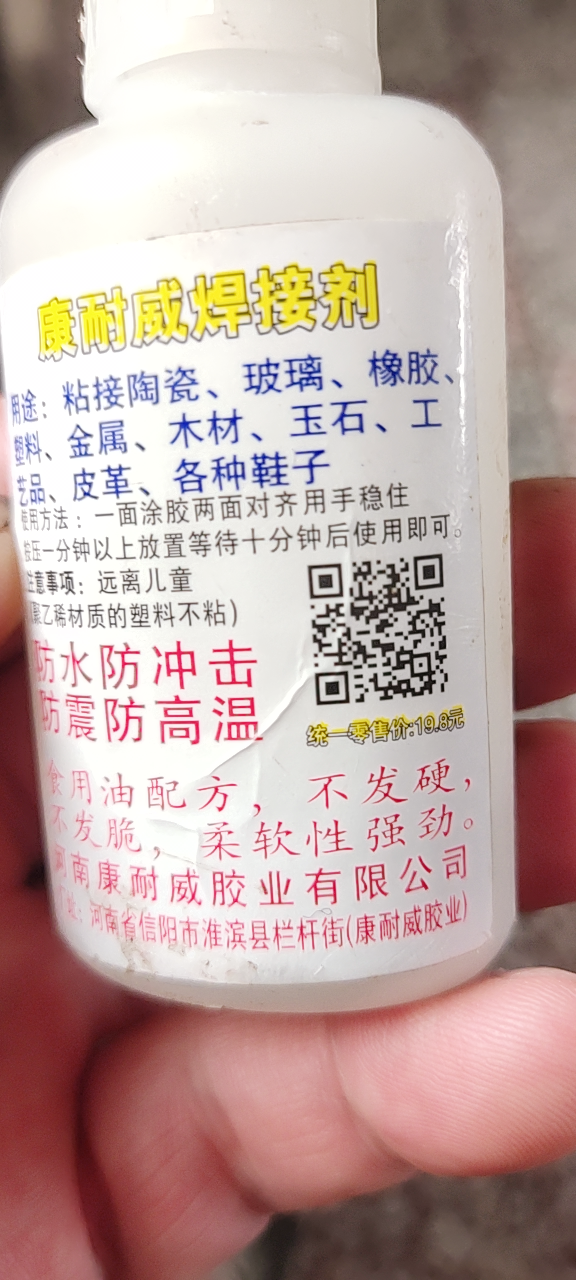 康耐威焊接剂
用途：粘接陶瓷、玻璃、橡胶、
塑料、金属、木材、玉石、工
艺品、皮革、各种鞋子
使用方法：一面涂胶两面对齐用手稳住
按压一分钟以上放置等待十分钟后使用即可。
注意事项：远离儿童
(聚乙稀材质的塑料不粘)
防水防冲击
防震防高温
统一零售价:19.8元
食用油配方，不发硬，
不发脆，柔软性强劲。
河南康耐威胶业有限公司
址：河南省信阳市淮滨县栏杆街(康耐威胶业)